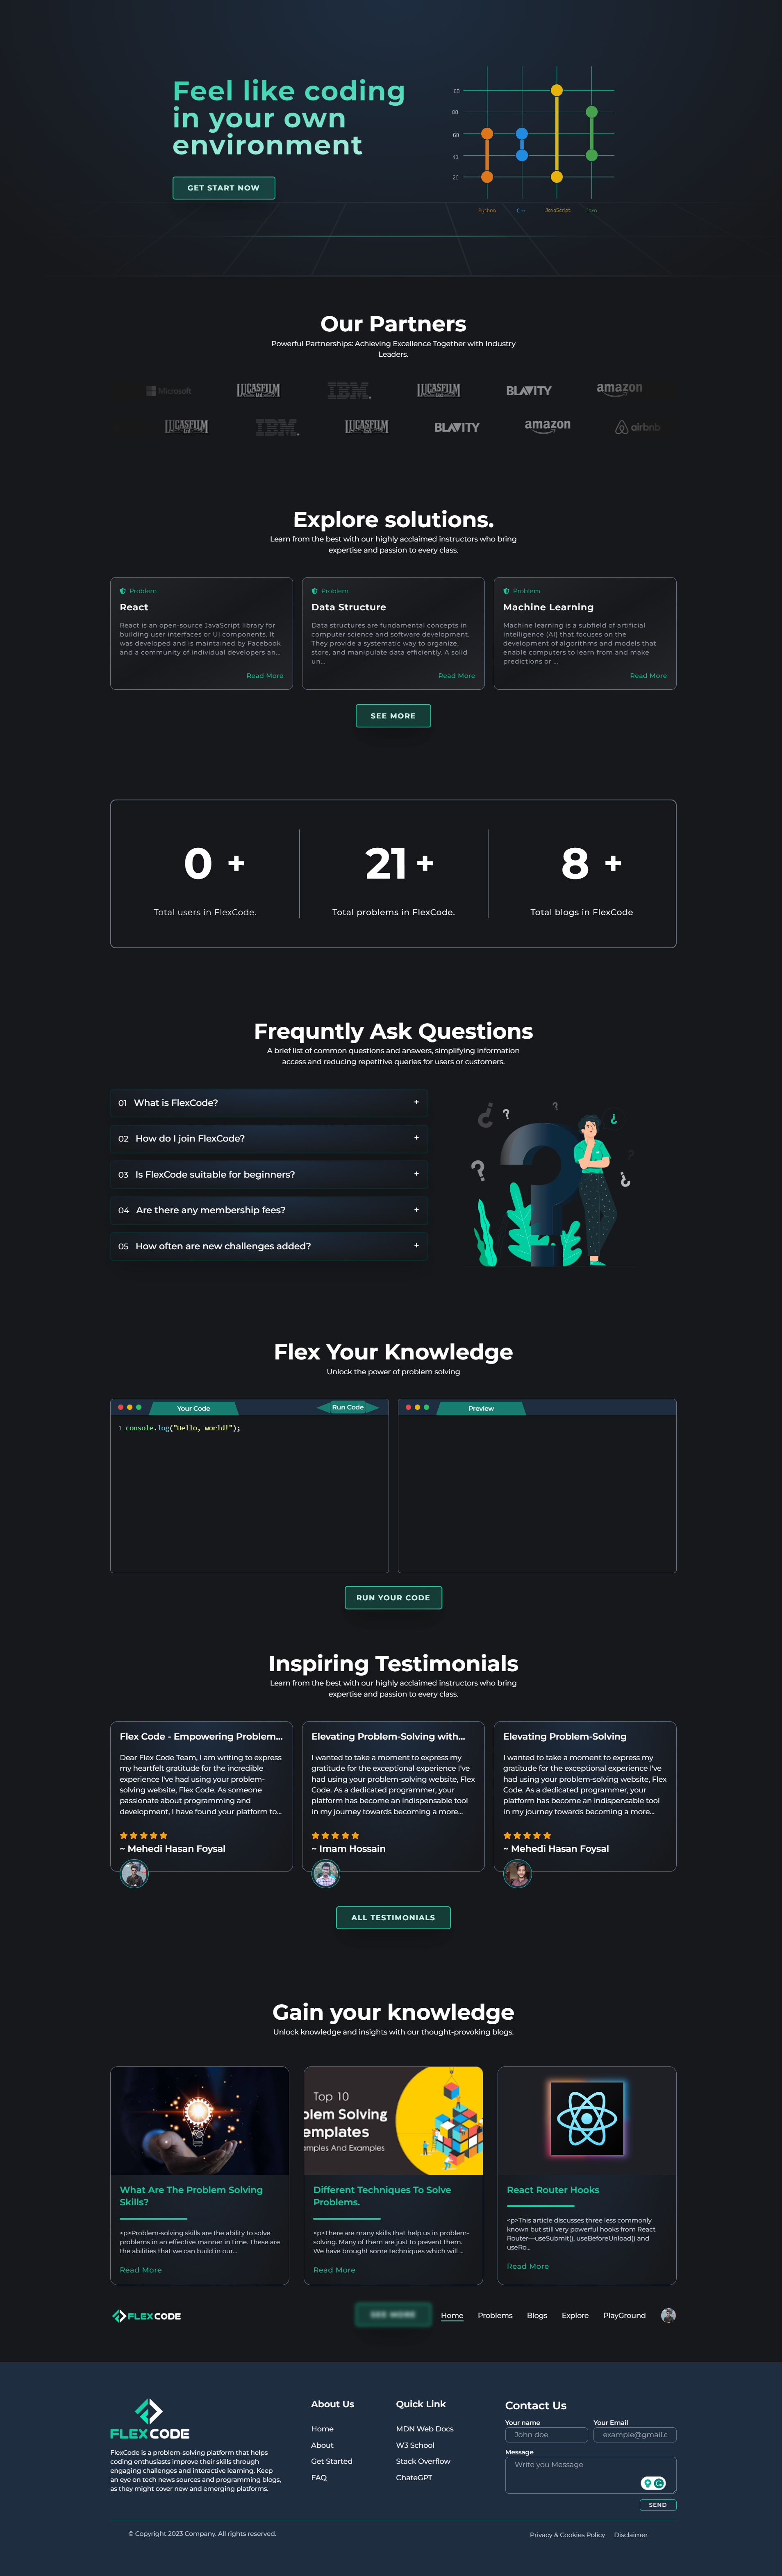 Feel like coding
in your own
environment
GET START NOW
100
80
60
40
20
Python
C++
JavaScript
Java
Our Partners
Powerful Partnerships: Achieving Excellence Together with Industry
Leaders.
Microsoft
LUCASFILM
Ltd
IBM
LUCASFILM
Ltd
BLAVITY
amazon
LUCASFILM
Ltd
IBM
LUCASFILM
Ltd
BLAVITY
amazon
airbnb
Explore solutions.
Learn from the best with our highly acclaimed instructors who bring
expertise and passion to every class.
Problem
React
React is an open-source JavaScript library for
building user interfaces or UI components. It
was developed and is maintained by Facebook
and a community of individual developers an...
Read More
Problem
Data Structure
Data structures are fundamental concepts in
computer science and software development.
They provide a systematic way to organize,
store, and manipulate data efficiently. A solid
un...
Read More
Problem
Machine Learning
Machine learning is a subfield of artificial
intelligence (AI) that focuses on the
development of algorithms and models that
enable computers to learn from and make
predictions or ...
Read More
SEE MORE
0 +
Total users in FlexCode.
21 +
Total problems in FlexCode.
8 +
Total blogs in FlexCode
Frequntly Ask Questions
A brief list of common questions and answers, simplifying information
access and reducing repetitive queries for users or customers.
01 What is FlexCode? +
02 How do I join FlexCode? +
03 Is FlexCode suitable for beginners? +
04 Are there any membership fees? +
05 How often are new challenges added? +
Flex Your Knowledge
Unlock the power of problem solving
Your Code
Run Code
Preview
1 console.log("Hello, world!");
RUN YOUR CODE
Inspiring Testimonials
Learn from the best with our highly acclaimed instructors who bring
expertise and passion to every class.
Flex Code - Empowering Problem...
Dear Flex Code Team, I am writing to express
my heartfelt gratitude for the incredible
experience I've had using your problem-
solving website, Flex Code. As someone
passionate about programming and
development, I have found your platform to...
~ Mehedi Hasan Foysal
Elevating Problem-Solving with...
I wanted to take a moment to express my
gratitude for the exceptional experience I've
had using your problem-solving website, Flex
Code. As a dedicated programmer, your
platform has become an indispensable tool
in my journey towards becoming a more...
~ Imam Hossain
Elevating Problem-Solving
I wanted to take a moment to express my
gratitude for the exceptional experience I've
had using your problem-solving website, Flex
Code. As a dedicated programmer, your
platform has become an indispensable tool
in my journey towards becoming a more...
~ Mehedi Hasan Foysal
ALL TESTIMONIALS
Gain your knowledge
Unlock knowledge and insights with our thought-provoking blogs.
What Are The Problem Solving
Skills?
<p>Problem-solving skills are the ability to solve
problems in an effective manner in time. These are
the abilities that we can build in our...
Read More
Top 10
blem Solving
emplates
amples And Examples
Different Techniques To Solve
Problems.
<p>There are many skills that help us in problem-
solving. Many of them are just to prevent them.
We have brought some techniques which will ...
Read More
React Router Hooks
<p>This article discusses three less commonly
known but still very powerful hooks from React
Router—useSubmit(), useBeforeUnload() and
useRo...
Read More
FLEXCODE
SEE MORE
Home
Problems
Blogs
Explore
PlayGround
FLEXCODE
FlexCode is a problem-solving platform that helps
coding enthusiasts improve their skills through
engaging challenges and interactive learning. Keep
an eye on tech news sources and programming blogs,
as they might cover new and emerging platforms.
About Us
Home
About
Get Started
FAQ
Quick Link
MDN Web Docs
W3 School
Stack Overflow
ChateGPT
Contact Us
Your name
John doe
Your Email
example@gmail.c
Message
Write you Message
SEND
© Copyright 2023 Company. All rights reserved.
Privacy & Cookies Policy
Disclaimer